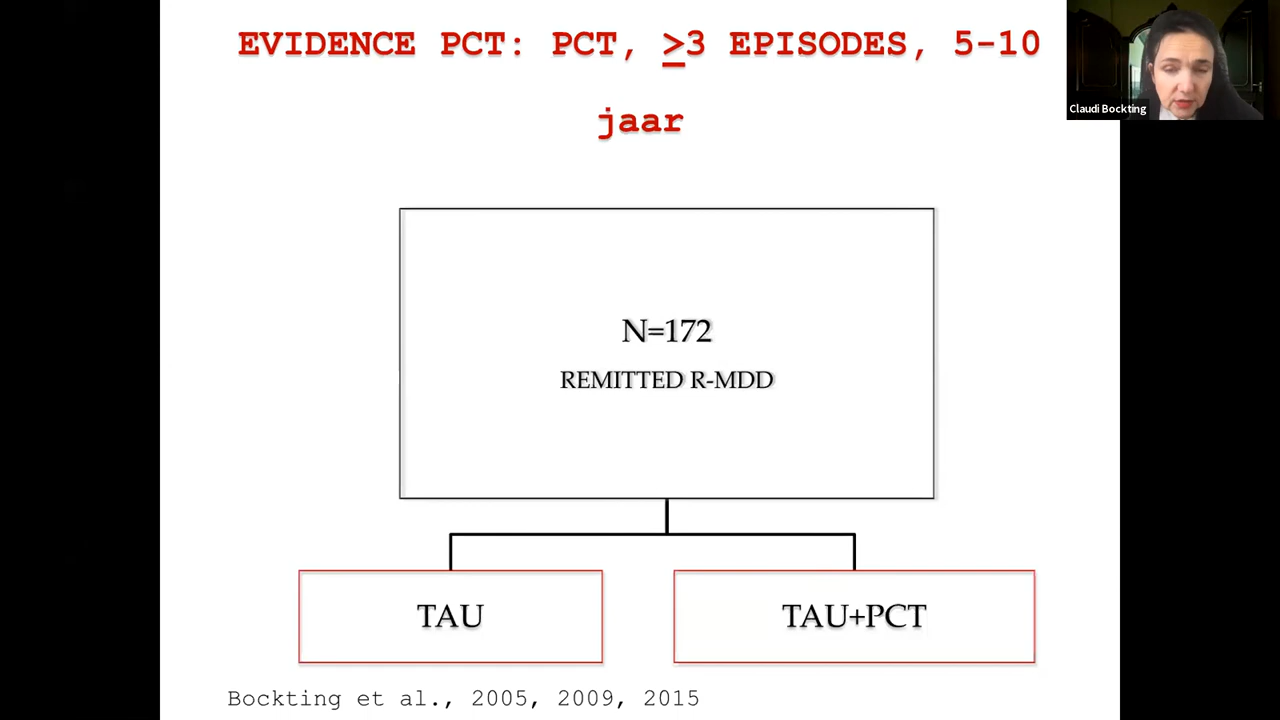 EVIDENCE PCT: PCT, >3 EPISODES, 5-10
jaar
Claudi Bockting
N=172
REMITTED R-MDD
TAU
TAU+PCT
Bockting et al., 2005, 2009, 2015